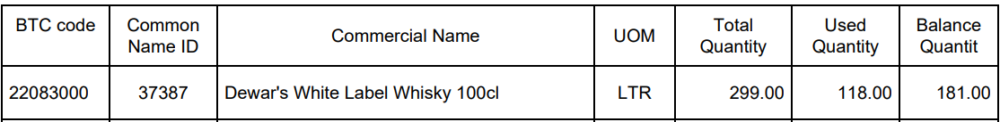 BTC code Common Name ID Commercial Name UOM Total Quantity Used Quantity Balance Quantit
22083000 37387 Dewar's White Label Whisky 100cl LTR 299.00 118.00 181.00